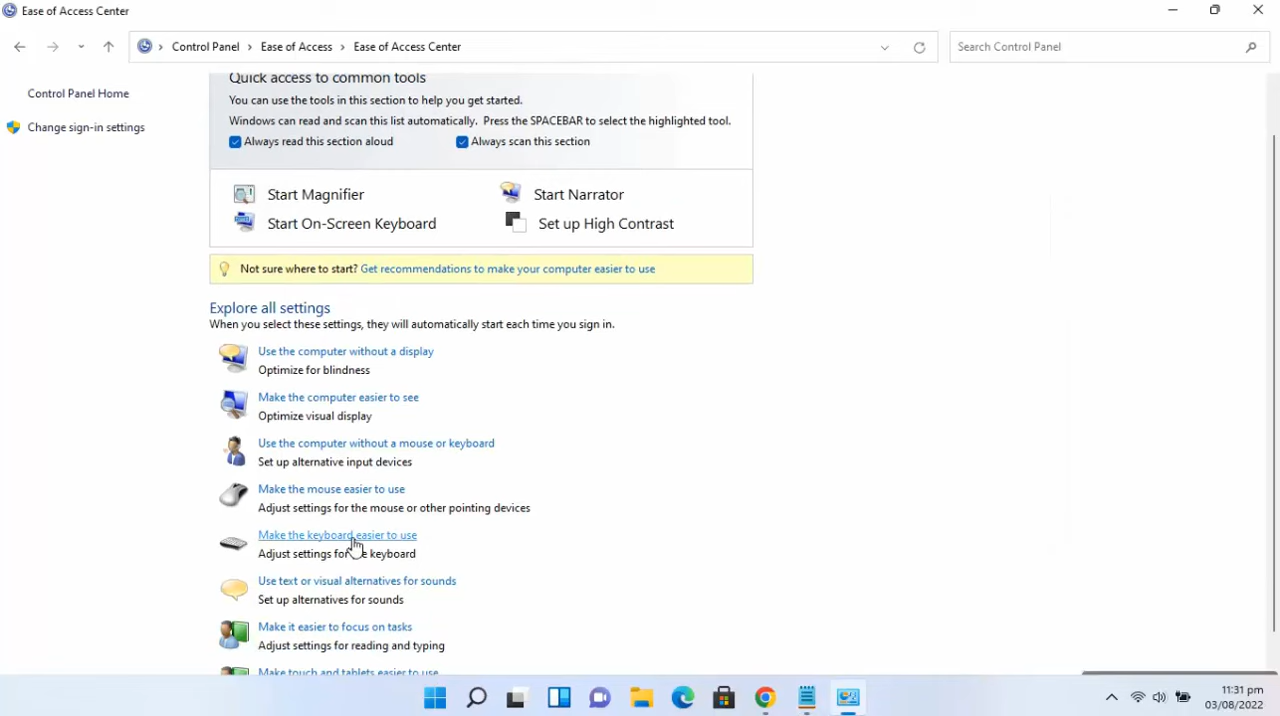 Ease of Access Center
Control Panel > Ease of Access > Ease of Access Center
Search Control Panel
Control Panel Home
Change sign-in settings
Quick access to common tools
You can use the tools in this section to help you get started.
Windows can read and scan this list automatically. Press the SPACEBAR to select the highlighted tool.
Always read this section aloud
Always scan this section
Start Magnifier
Start Narrator
Start On-Screen Keyboard
Set up High Contrast
Not sure where to start? Get recommendations to make your computer easier to use
Explore all settings
When you select these settings, they will automatically start each time you sign in.
Use the computer without a display
Optimize for blindness
Make the computer easier to see
Optimize visual display
Use the computer without a mouse or keyboard
Set up alternative input devices
Make the mouse easier to use
Adjust settings for the mouse or other pointing devices
Make the keyboard easier to use
Adjust settings for the keyboard
Use text or visual alternatives for sounds
Set up alternatives for sounds
Make it easier to focus on tasks
Adjust settings for reading and typing
Make touch and tablets easier to use
11:31 pm
03/08/2022